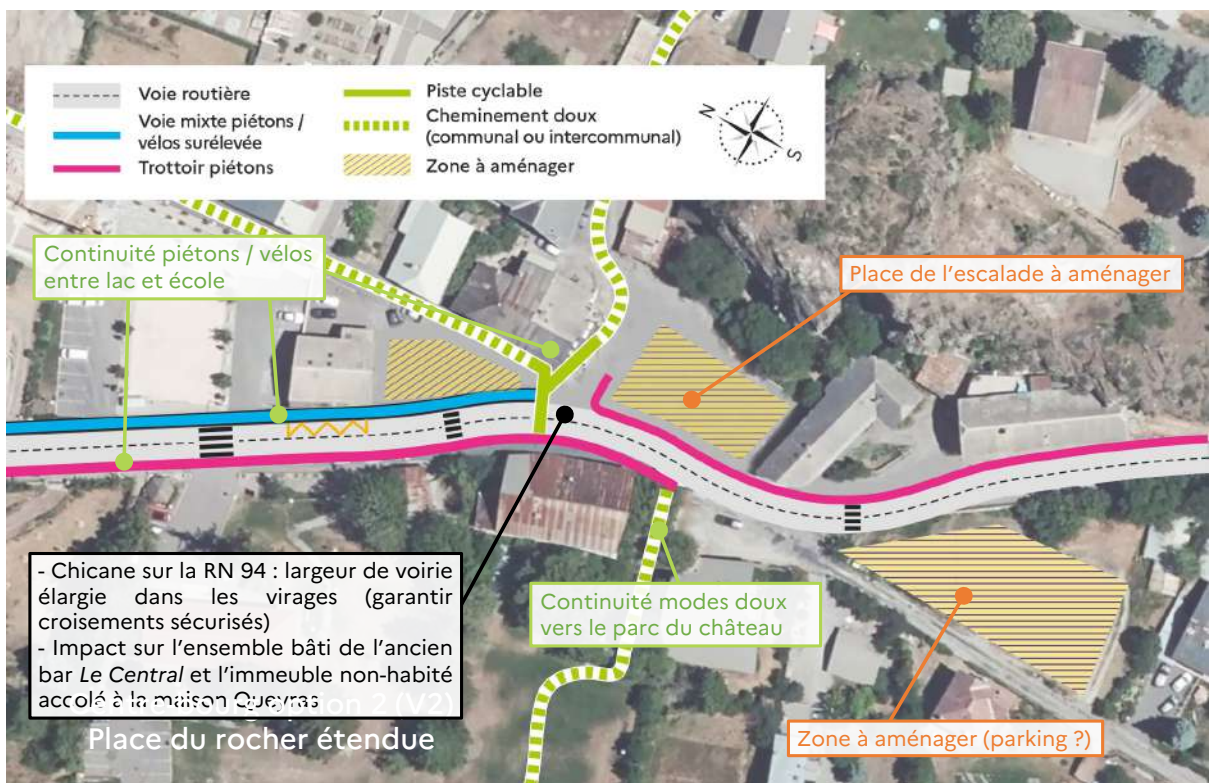 Voie routière
Voie mixte piétons /
vélos surélevée
Trottoir piétons
Piste cyclable
Cheminement doux
(communal ou intercommunal)
Zone à aménager
N
S
Continuité piétons / vélos
entre lac et école
Place de l'escalade à aménager
- Chicane sur la RN 94 : largeur de voirie
élargie dans les virages (garantir
croisements sécurisés)
- Impact sur l'ensemble bâti de l'ancien
bar Le Central et l'immeuble non-habité
accolé à la maison Queyras
option 2 (V2)
Place du rocher étendue
Continuité modes doux
vers le parc du château
Zone à aménager (parking ?)